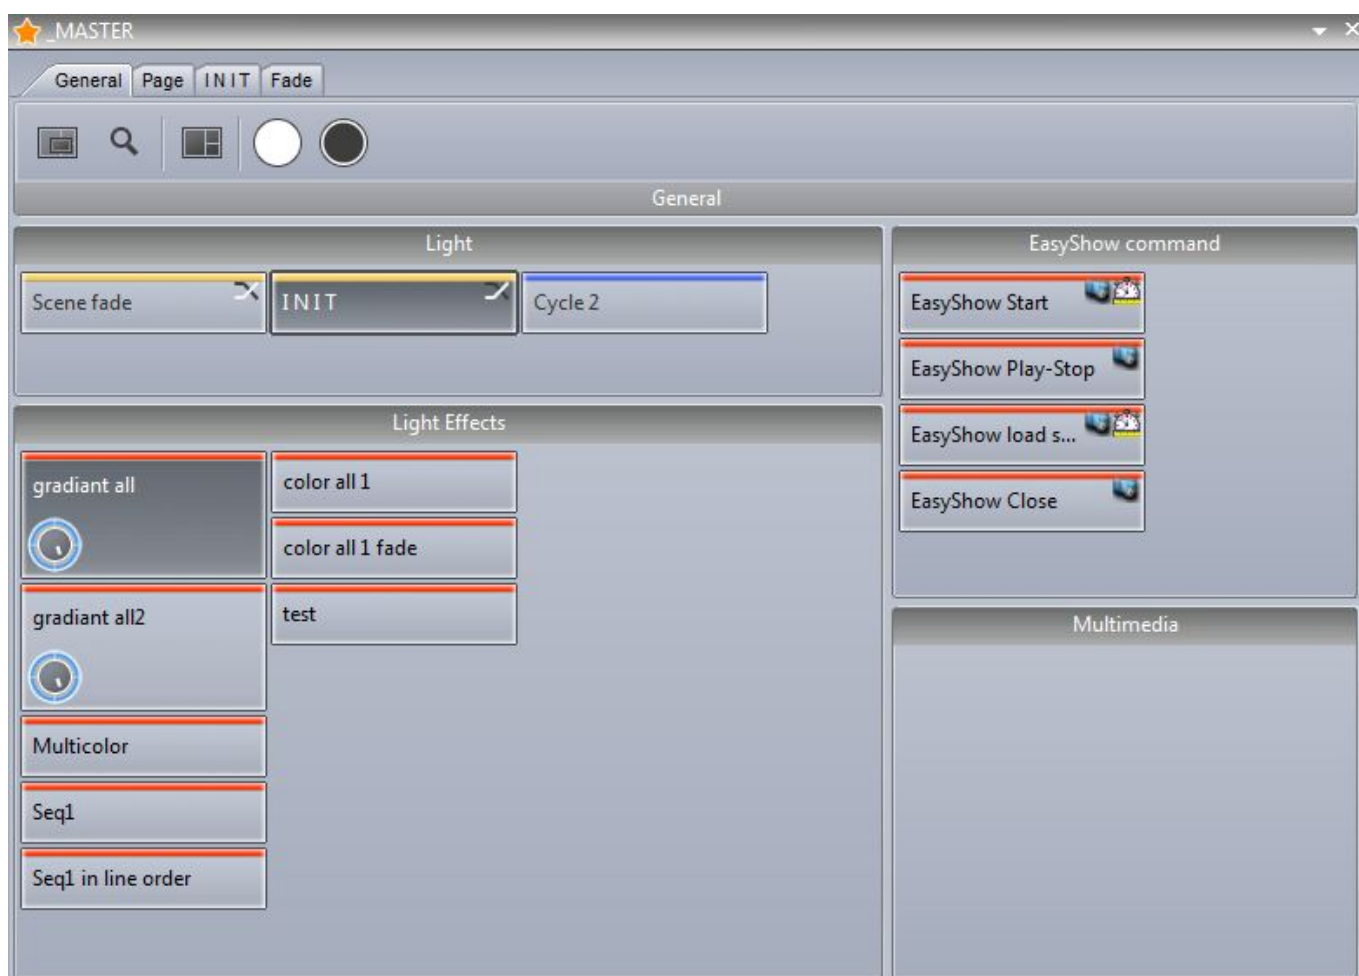 _MASTER
General Page I N I T Fade
General
Light
Scene fade
I N I T
Cycle 2
EasyShow command
EasyShow Start
EasyShow Play-Stop
EasyShow load s...
EasyShow Close
Light Effects
gradiant all
color all 1
color all 1 fade
gradiant all2
test
Multicolor
Seq1
Seq1 in line order
Multimedia